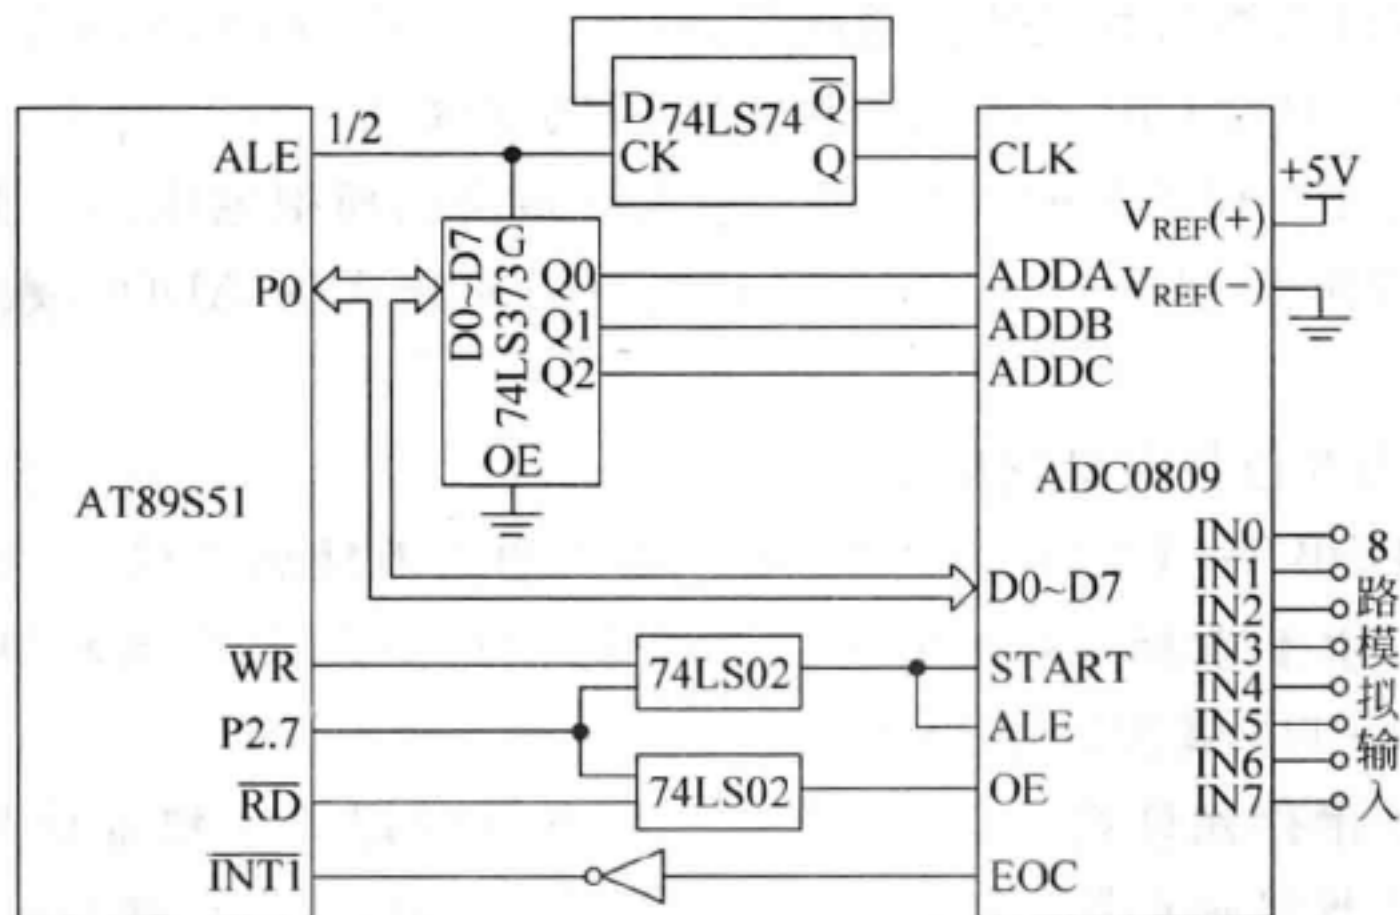 AT89S51
ALE
1/2
P0
WR
P2.7
RD
INT1
D
74LS74
Q
CK
Q
G
D0~D7
74LS373
Q0
Q1
Q2
OE
74LS02
74LS02
CLK
ADDA
ADDB
ADDC
ADC0809
D0~D7
START
ALE
OE
EOC
+5V
VREF(+)
VREF(−)
IN0
IN1
IN2
IN3
IN4
IN5
IN6
IN7
8路模拟输入